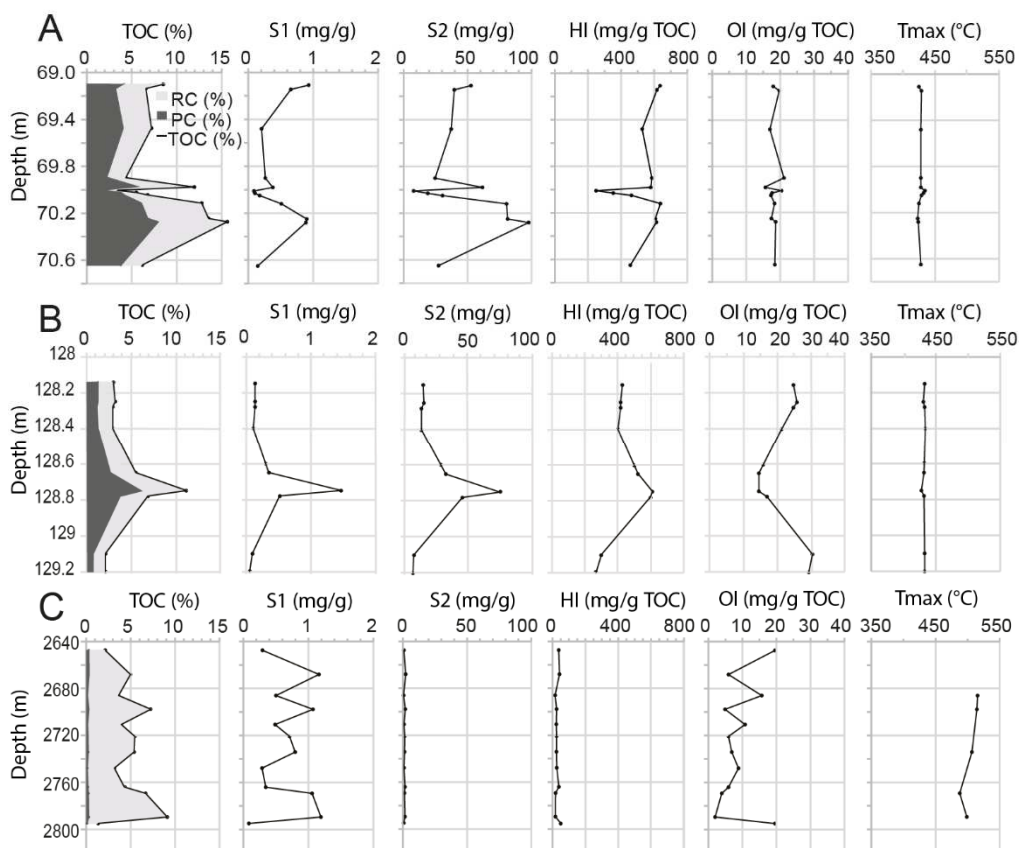 A
TOC (%) S1 (mg/g) S2 (mg/g) HI (mg/g TOC) OI (mg/g TOC) Tmax (°C)
0 5 10 15 0 1 2 0 50 100 0 200 400 600 800 0 10 20 30 40 350 450 550
Depth (m)
69.0
69.4
69.8
70.2
70.6
RC (%)
PC (%)
TOC (%)
B
TOC (%) S1 (mg/g) S2 (mg/g) HI (mg/g TOC) OI (mg/g TOC) Tmax (°C)
0 5 10 15 0 1 2 0 50 100 0 200 400 600 800 0 10 20 30 40 350 450 550
Depth (m)
128
128.2
128.4
128.6
128.8
129
129.2
C
TOC (%) S1 (mg/g) S2 (mg/g) HI (mg/g TOC) OI (mg/g TOC) Tmax (°C)
0 5 10 15 0 1 2 0 50 100 0 200 400 600 800 0 10 20 30 40 350 450 550
Depth (m)
2640
2680
2720
2760
2800